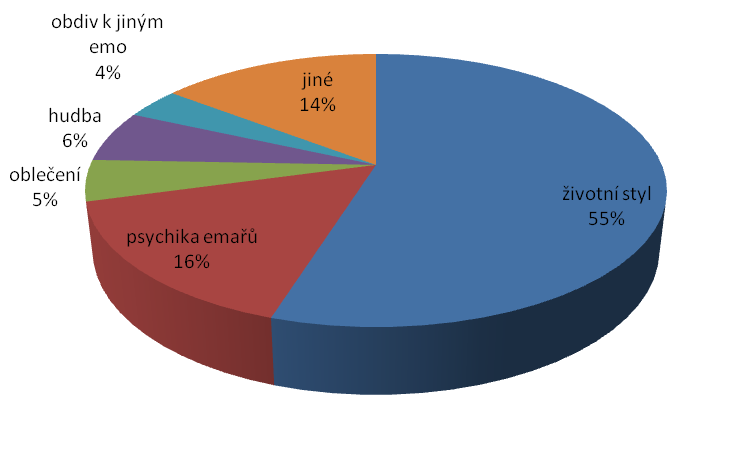 obdiv k jiným
emo
4%
jiné
14%
hudba
6%
oblečení
5%
životní styl
55%
psychika emařů
16%